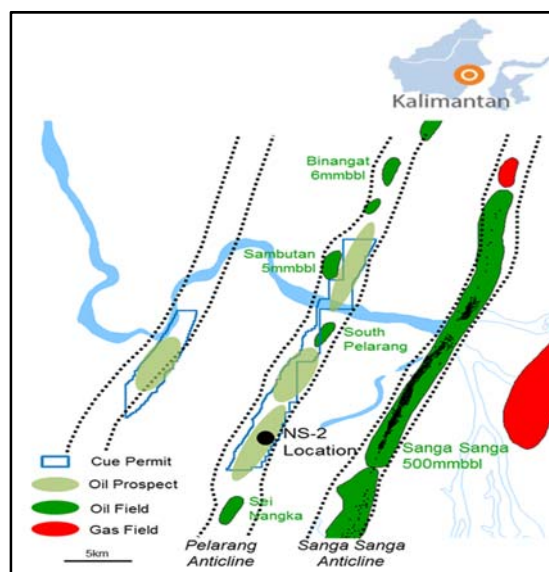 Kalimantan
Binangat
6mmbbl
Sambutan
5mmbbl
South
Pelarang
NS-2
Location
Sanga Sanga
500mmbbl
Sei
Nangka
Cue Permit
Oil Prospect
Oil Field
Gas Field
5km
Pelarang
Anticline
Sanga Sanga
Anticline